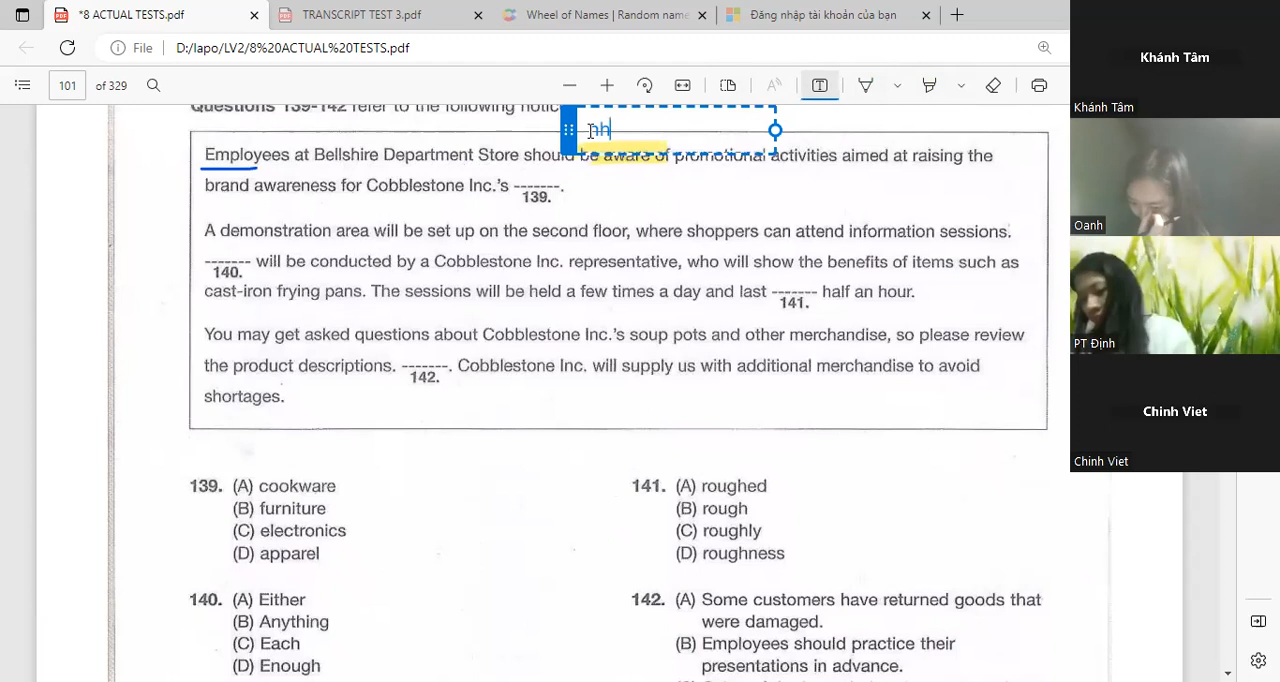 *8 ACTUAL TESTS.pdf
TRANSCRIPT TEST 3.pdf
Wheel of Names | Random name
Đăng nhập tài khoản của bạn
File
D:/lapo/LV2/8%20ACTUAL%20TESTS.pdf
101 of 329
Questions 139-142 refer to the following notic
nh
Employees at Bellshire Department Store should be aware of promotional activities aimed at raising the
brand awareness for Cobblestone Inc.'s -------.
139.
A demonstration area will be set up on the second floor, where shoppers can attend information sessions.
------- will be conducted by a Cobblestone Inc. representative, who will show the benefits of items such as
140.
cast-iron frying pans. The sessions will be held a few times a day and last ------- half an hour.
141.
You may get asked questions about Cobblestone Inc.'s soup pots and other merchandise, so please review
the product descriptions. -------. Cobblestone Inc. will supply us with additional merchandise to avoid
142.
shortages.
139. (A) cookware
(B) furniture
(C) electronics
(D) apparel
140. (A) Either
(B) Anything
(C) Each
(D) Enough
141. (A) roughed
(B) rough
(C) roughly
(D) roughness
142. (A) Some customers have returned goods that
were damaged.
(B) Employees should practice their
presentations in advance.
Khánh Tâm
Khánh Tâm
Oanh
PT Định
Chinh Viet
Chinh Viet